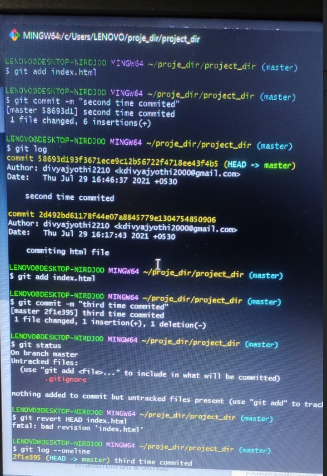 MINGW64:/c/Users/LENOVO/proje_dir/project_dir
LENOVO@DESKTOP-NIRDJOO MINGW64 ~/proje_dir/project_dir (master)
$ git add index.html
LENOVO@DESKTOP-NIRDJOO MINGW64 ~/proje_dir/project_dir (master)
$ git commit -m "second time commited"
[master 58693d1] second time commited
1 file changed, 6 insertions(+)
LENOVO@DESKTOP-NIRDJOO MINGW64 ~/proje_dir/project_dir (master)
$ git log
commit 58693d193f3671ece9c12b56722f4718ee43f4b5 (HEAD -> master)
Author: divyajyothi2210 <kdivyajyothi2000@gmail.com>
Date: Thu Jul 29 16:46:37 2021 +0530
second time commited
commit 2d492bd61178f44e07a8845779e1304754850906
Author: divyajyothi2210 <kdivyajyothi2000@gmail.com>
Date: Thu Jul 29 16:17:43 2021 +0530
commiting html file
LENOVO@DESKTOP-NIRDJOO MINGW64 ~/proje_dir/project_dir (master)
$ git add index.html
LENOVO@DESKTOP-NIRDJOO MINGW64 ~/proje_dir/project_dir (master)
$ git commit -m "third time commited"
[master 2f1e395] third time commited
1 file changed, 1 insertion(+), 1 deletion(-)
LENOVO@DESKTOP-NIRDJOO MINGW64 ~/proje_dir/project_dir (master)
$ git status
On branch master
Untracked files:
(use "git add <file>..." to include in what will be committed)
.gitignore
nothing added to commit but untracked files present (use "git add" to track
LENOVO@DESKTOP-NIRDJOO MINGW64 ~/proje_dir/project_dir (master)
$ git revert HEAD index.html
fatal: bad revision 'index.html'
LENOVO@DESKTOP-NIRDJOO MINGW64 ~/proje_dir/project_dir (master)
$ git log --oneline
2f1e395 (HEAD -> master) third time commited